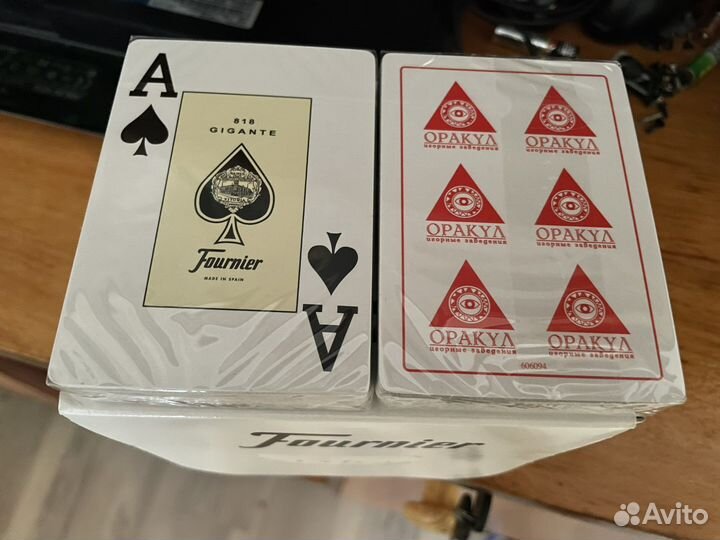 A
818
GIGANTE
VITORIA
Fournier
MADE IN SPAIN
A
ОРАКУЛ
игорные заведения
ОРАКУЛ
игорные заведения
ОРАКУЛ
игорные заведения
ОРАКУЛ
игорные заведения
ОРАКУЛ
игорные заведения
ОРАКУЛ
игорные заведения
606094
Fournier
Avito